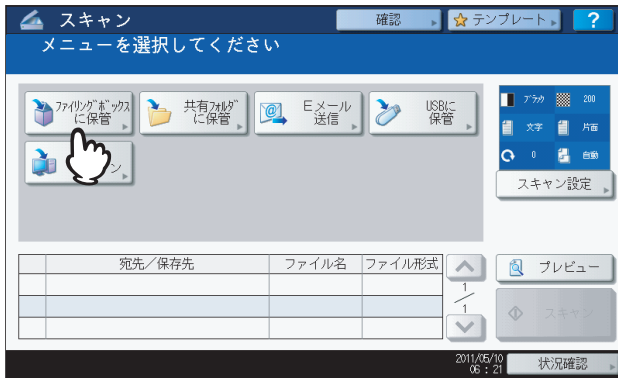 スキャン
確認
テンプレート
?
メニューを選択してください
ファイリングボックス
に保管
共有フォルダ
に保管
Eメール
送信
USBに
保管
ン
ブラック
200
文字
片面
0
自動
スキャン設定
宛先／保存先
ファイル名
ファイル形式
1
1
プレビュー
スキャン
2011/05/10
06 : 21
状況確認